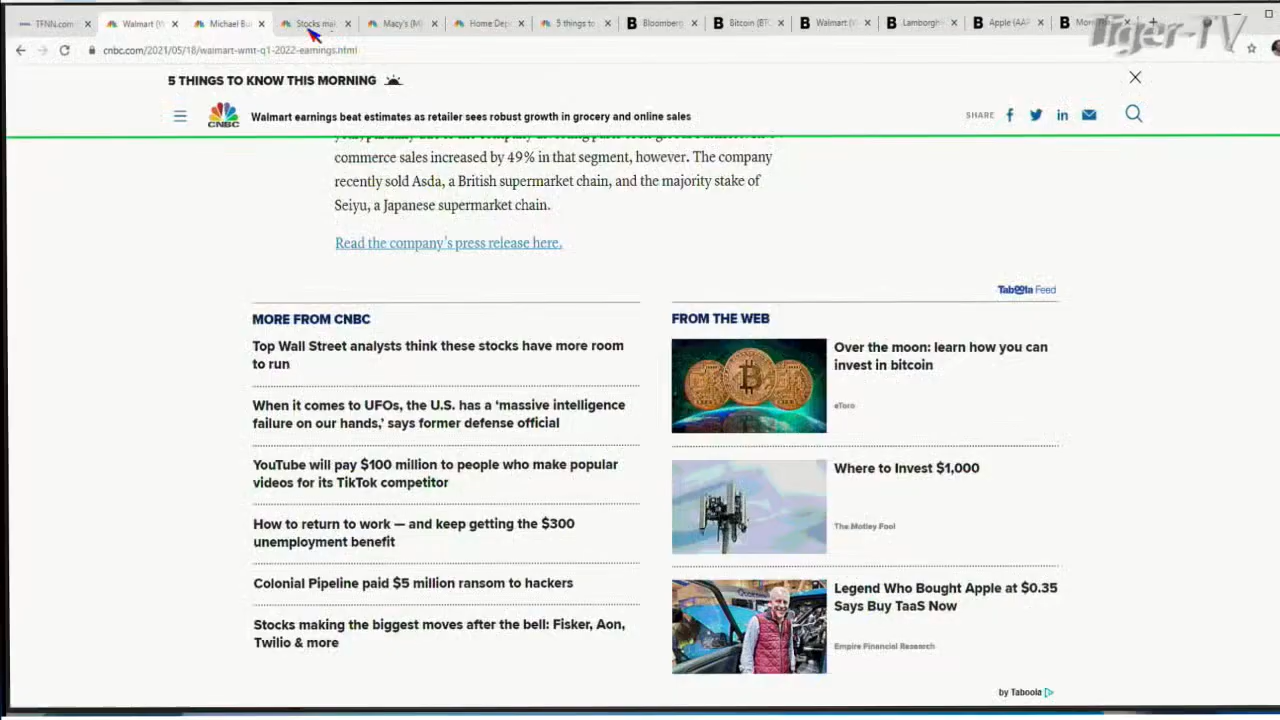 TFNN.com
Walmart (W
Michael Bu
Stocks mal
Macy's (M)
Home Dep
5 things to
Bloomberg
Bitcoin (BT
Walmart (W
Lamborghi
Apple (AA
Mor
Tiger-TV
cnbc.com/2021/05/18/walmart-wmt-q1-2022-earnings.html
5 THINGS TO KNOW THIS MORNING
CNBC
Walmart earnings beat estimates as retailer sees robust growth in grocery and online sales
SHARE
commerce sales increased by 49% in that segment, however. The company
recently sold Asda, a British supermarket chain, and the majority stake of
Seiyu, a Japanese supermarket chain.
Read the company's press release here.
Taboola Feed
MORE FROM CNBC
Top Wall Street analysts think these stocks have more room
to run
When it comes to UFOs, the U.S. has a ‘massive intelligence
failure on our hands,’ says former defense official
YouTube will pay $100 million to people who make popular
videos for its TikTok competitor
How to return to work — and keep getting the $300
unemployment benefit
Colonial Pipeline paid $5 million ransom to hackers
Stocks making the biggest moves after the bell: Fisker, Aon,
Twilio & more
FROM THE WEB
Over the moon: learn how you can
invest in bitcoin
eToro
Where to Invest $1,000
The Motley Fool
Legend Who Bought Apple at $0.35
Says Buy TaaS Now
Empire Financial Research
by Taboola